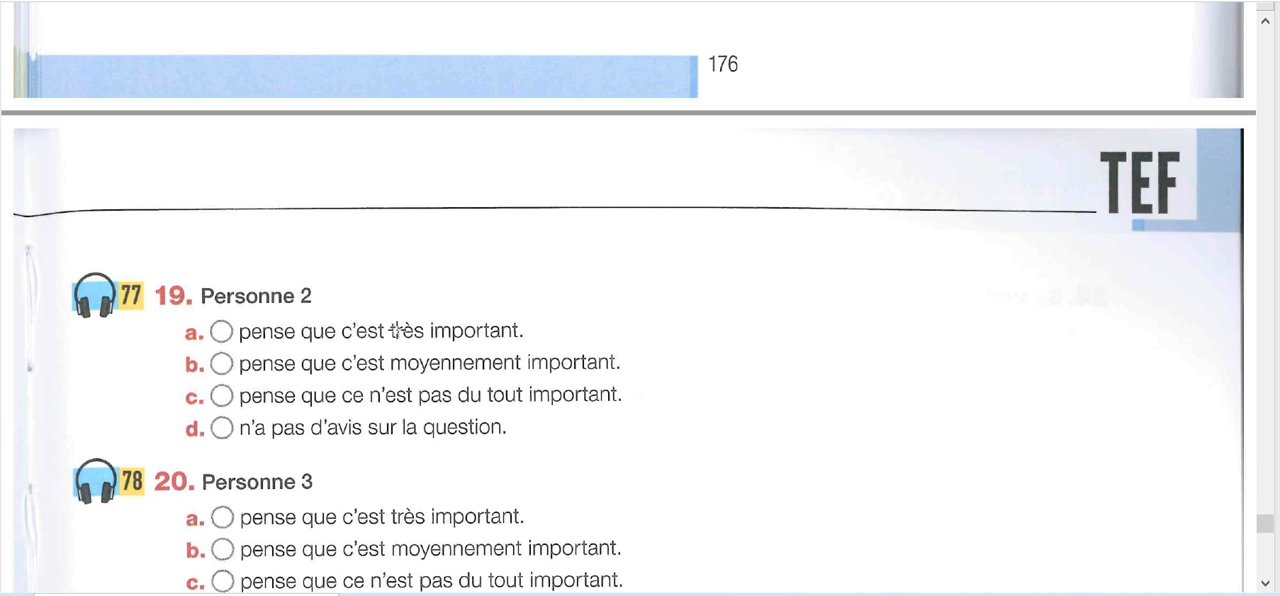 176
TEF
77 19. Personne 2
a. pense que c'est très important.
b. pense que c'est moyennement important.
c. pense que ce n'est pas du tout important.
d. n'a pas d'avis sur la question.
78 20. Personne 3
a. pense que c'est très important.
b. pense que c'est moyennement important.
c. pense que ce n'est pas du tout important.